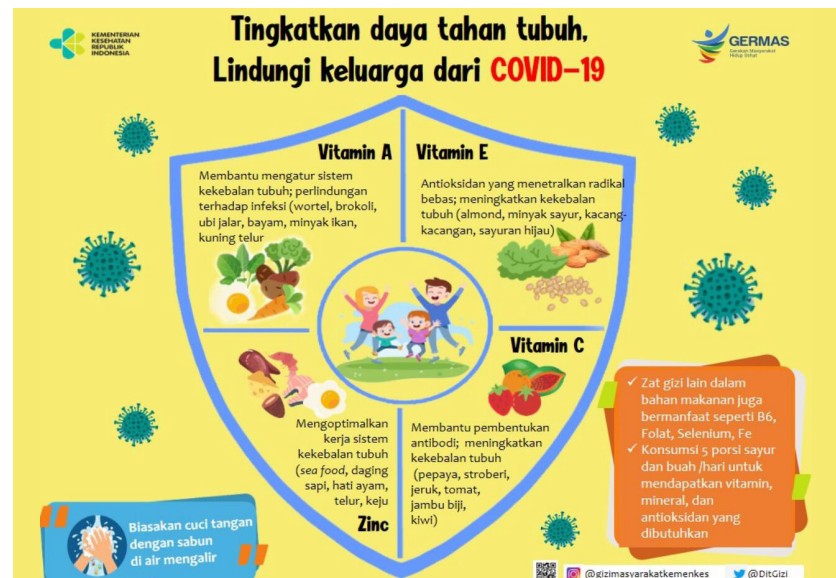 KEMENTERIAN
KESEHATAN
REPUBLIK
INDONESIA
Tingkatkan daya tahan tubuh,
Lindungi keluarga dari COVID-19
GERMAS
Gerakan Masyarakat
Hidup Sehat
Vitamin A
Membantu mengatur sistem
kekebalan tubuh; perlindungan
terhadap infeksi (wortel, brokoli,
ubi jalar, bayam, minyak ikan,
kuning telur
Vitamin E
Antioksidan yang menetralkan radikal
bebas; meningkatkan kekebalan
tubuh (almond, minyak sayur, kacang-
kacangan, sayuran hijau)
Mengoptimalkan
kerja sistem
kekebalan tubuh
(sea food, daging
sapi, hati ayam,
telur, keju
Zinc
Vitamin C
Membantu pembentukan
antibodi; meningkatkan
kekebalan tubuh
(pepaya, stroberi,
jeruk, tomat,
jambu biji,
kiwi)
✓ Zat gizi lain dalam
bahan makanan juga
bermanfaat seperti B6,
Folat, Selenium, Fe
✓ Konsumsi 5 porsi sayur
dan buah /hari untuk
mendapatkan vitamin,
mineral, dan
antioksidan yang
dibutuhkan
Biasakan cuci tangan
dengan sabun
di air mengalir
@gizimasyarakatkemenkes
@DitGizi